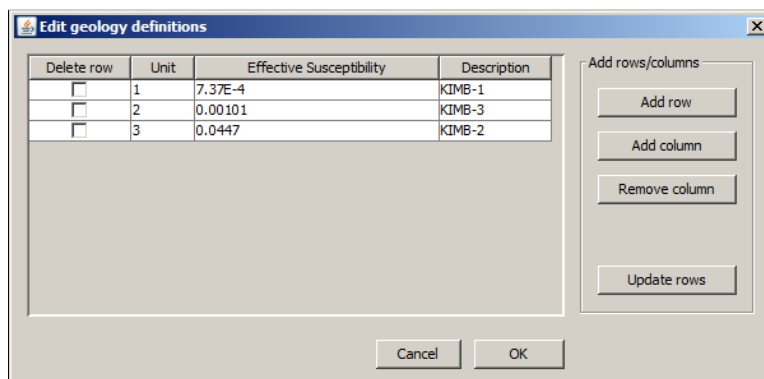 Edit geology definitions
Delete row Unit Effective Susceptibility Description
1 7.37E-4 KIMB-1
2 0.00101 KIMB-3
3 0.0447 KIMB-2
Add rows/columns
Add row
Add column
Remove column
Update rows
Cancel OK